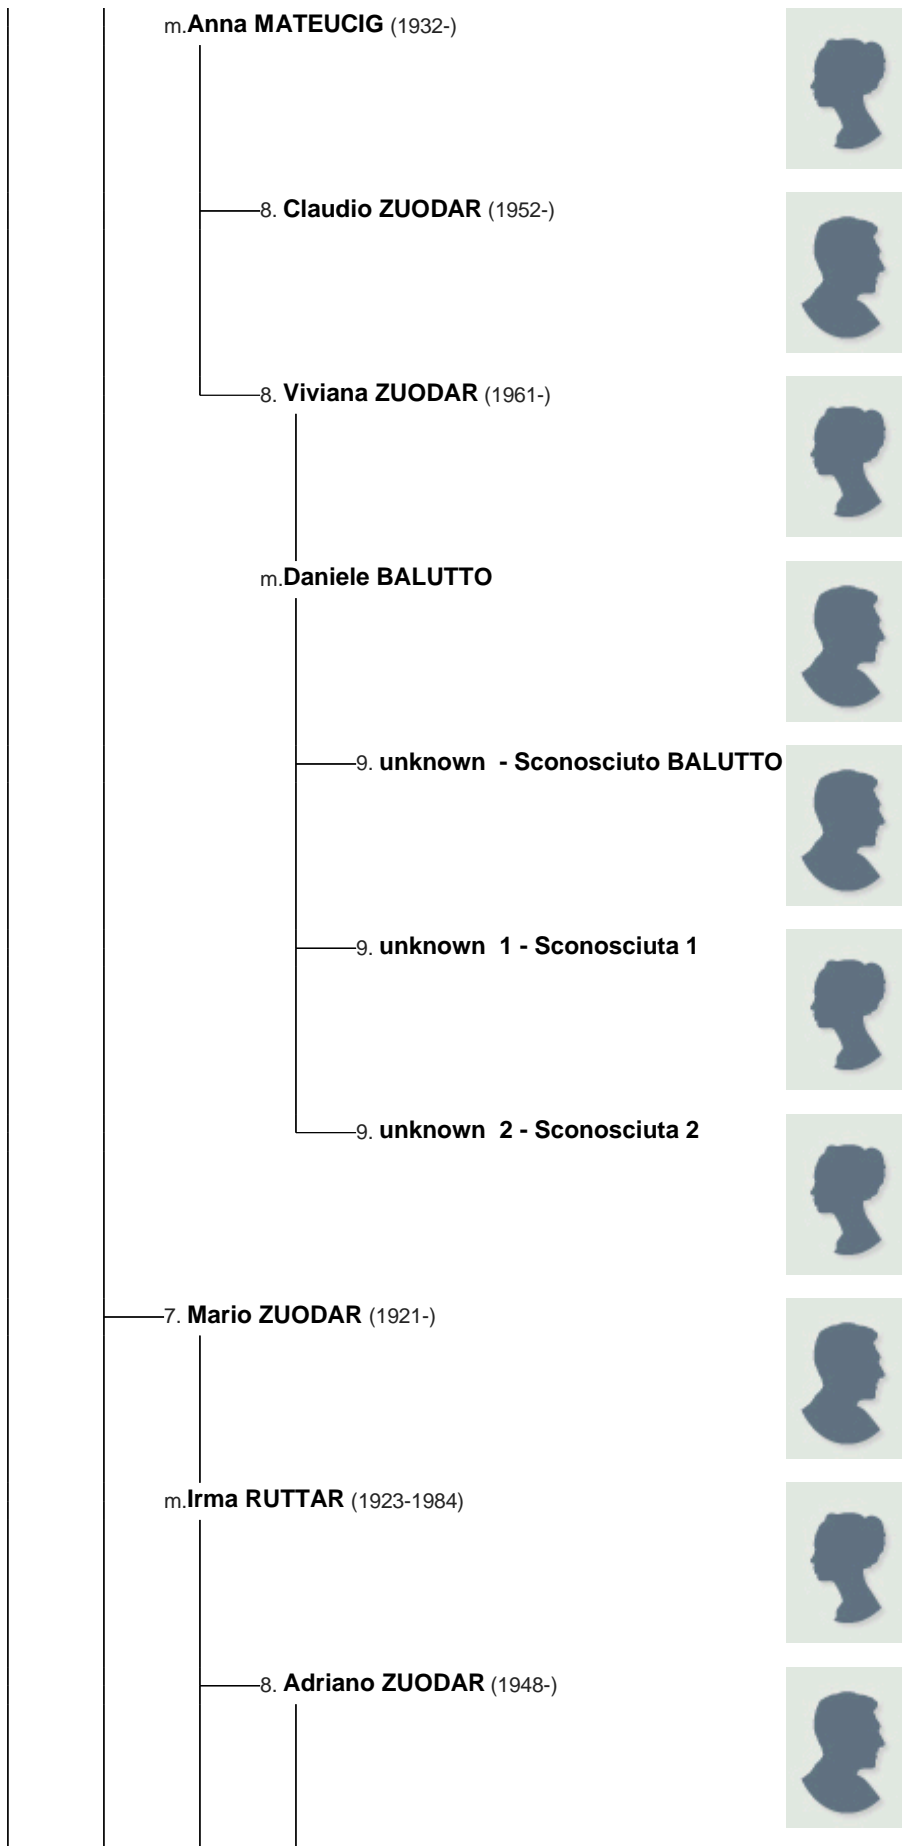 m.Anna MATEUCIG (1932-)
8. Claudio ZUODAR (1952-)
8. Viviana ZUODAR (1961-)
m.Daniele BALUTTO
9. unknown  - Sconosciuto BALUTTO
9. unknown  1 - Sconosciuta 1
9. unknown  2 - Sconosciuta 2
7. Mario ZUODAR (1921-)
m.Irma RUTTAR (1923-1984)
8. Adriano ZUODAR (1948-)